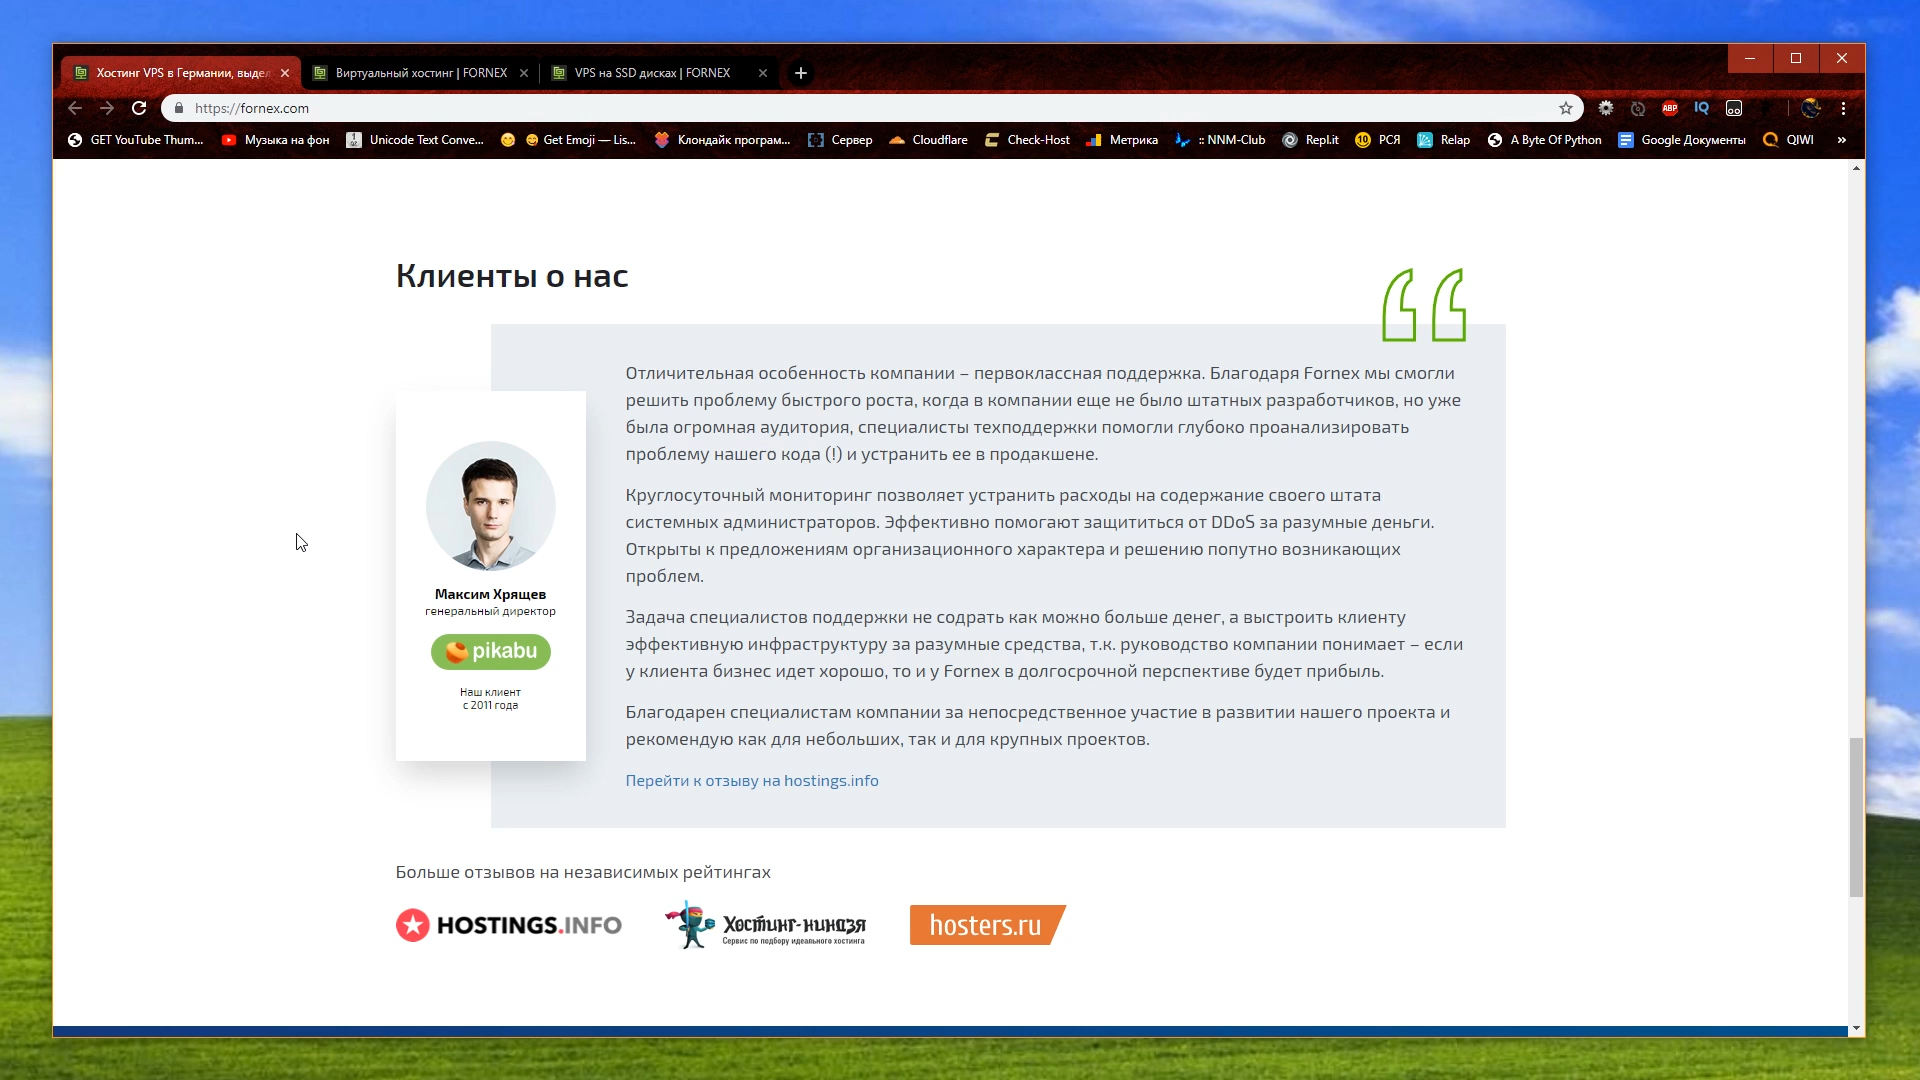 Хостинг VPS в Германии, выдел
Виртуальный хостинг | FORNEX
VPS на SSD дисках | FORNEX
https://fornex.com
ABP
IQ
GET YouTube Thum...
Музыка на фон
Unicode Text Conve...
Get Emoji — Lis...
Клондайк програм...
Сервер
Cloudflare
Check-Host
Метрика
:: NNM-Club
Repl.it
10
РСЯ
Relap
A Byte Of Python
Google Документы
QIWI
»
Клиенты о нас
Отличительная особенность компании – первоклассная поддержка. Благодаря Fornex мы смогли
решить проблему быстрого роста, когда в компании еще не было штатных разработчиков, но уже
была огромная аудитория, специалисты техподдержки помогли глубоко проанализировать
проблему нашего кода (!) и устранить ее в продакшене.
Круглосуточный мониторинг позволяет устранить расходы на содержание своего штата
системных администраторов. Эффективно помогают защититься от DDoS за разумные деньги.
Открыты к предложениям организационного характера и решению попутно возникающих
проблем.
Задача специалистов поддержки не содрать как можно больше денег, а выстроить клиенту
эффективную инфраструктуру за разумные средства, т.к. руководство компании понимает – если
у клиента бизнес идет хорошо, то и у Fornex в долгосрочной перспективе будет прибыль.
Благодарен специалистам компании за непосредственное участие в развитии нашего проекта и
рекомендую как для небольших, так и для крупных проектов.
Перейти к отзыву на hostings.info
Максим Хрящев
генеральный директор
pikabu
Наш клиент
с 2011 года
Больше отзывов на независимых рейтингах
HOSTINGS.INFO
Хостинг-ниндзя
Сервис по подбору идеального хостинга
hosters.ru